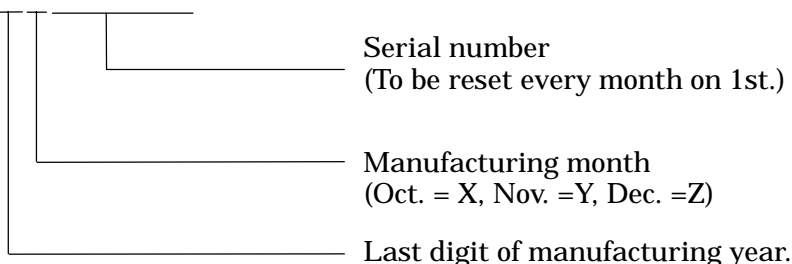 Serial number
(To be reset every month on 1st.)
Manufacturing month
(Oct. = X, Nov. =Y, Dec. =Z)
Last digit of manufacturing year.